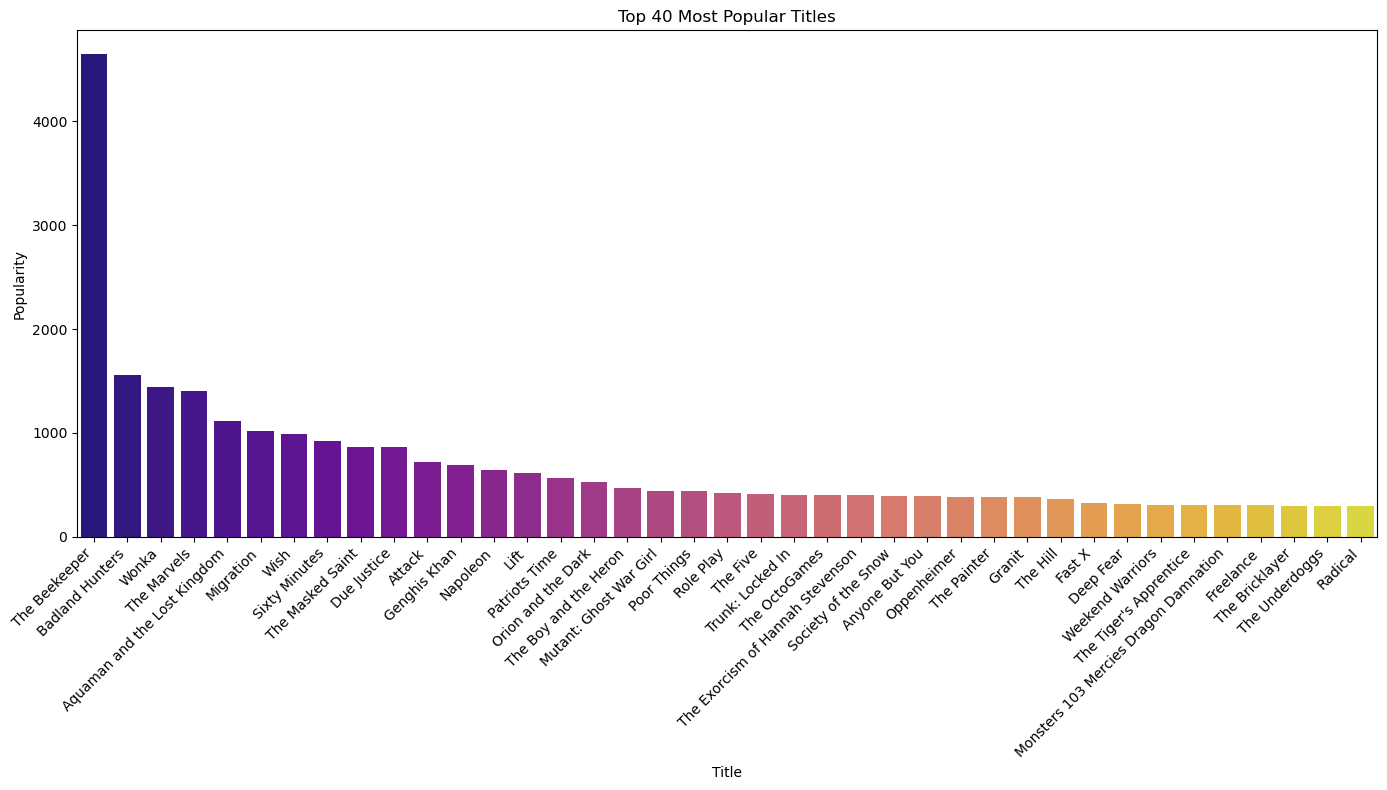 Top 40 Most Popular Titles
Popularity
4000
3000
2000
1000
0
The Beekeeper
Badland Hunters
Wonka
The Marvels
Aquaman and the Lost Kingdom
Migration
Wish
Sixty Minutes
The Masked Saint
Due Justice
Attack
Genghis Khan
Napoleon
Lift
Patriots Time
Orion and the Dark
The Boy and the Heron
Mutant: Ghost War Girl
Poor Things
Role Play
The Five
Trunk: Locked In
The OctoGames
The Exorcism of Hannah Stevenson
Society of the Snow
Anyone But You
Oppenheimer
The Painter
Granit
The Hill
Fast X
Deep Fear
Weekend Warriors
The Tiger's Apprentice
Monsters 103 Mercies Dragon Damnation
Freelance
The Bricklayer
The Underdoggs
Radical
Title